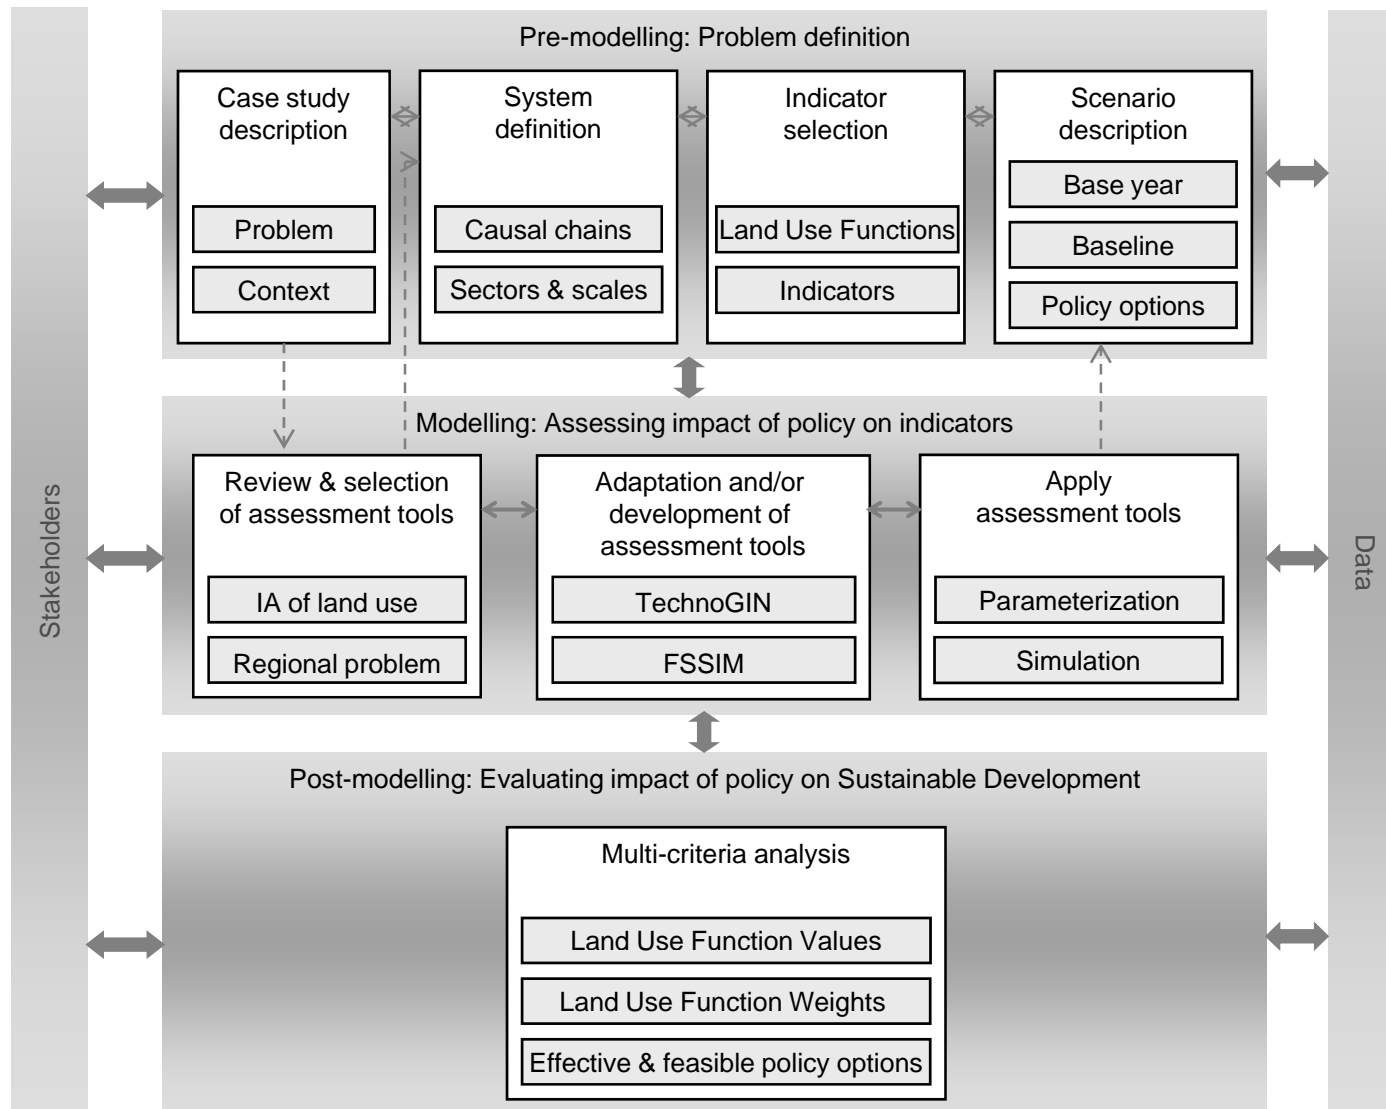 Pre-modelling: Problem definition
Case study
description
Problem
Context
System
definition
Causal chains
Sectors & scales
Indicator
selection
Land Use Functions
Indicators
Scenario
description
Base year
Baseline
Policy options
Modelling: Assessing impact of policy on indicators
Review & selection
of assessment tools
IA of land use
Regional problem
Adaptation and/or
development of
assessment tools
TechnoGIN
FSSIM
Apply
assessment tools
Parameterization
Simulation
Post-modelling: Evaluating impact of policy on Sustainable Development
Multi-criteria analysis
Land Use Function Values
Land Use Function Weights
Effective & feasible policy options
Stakeholders
Data